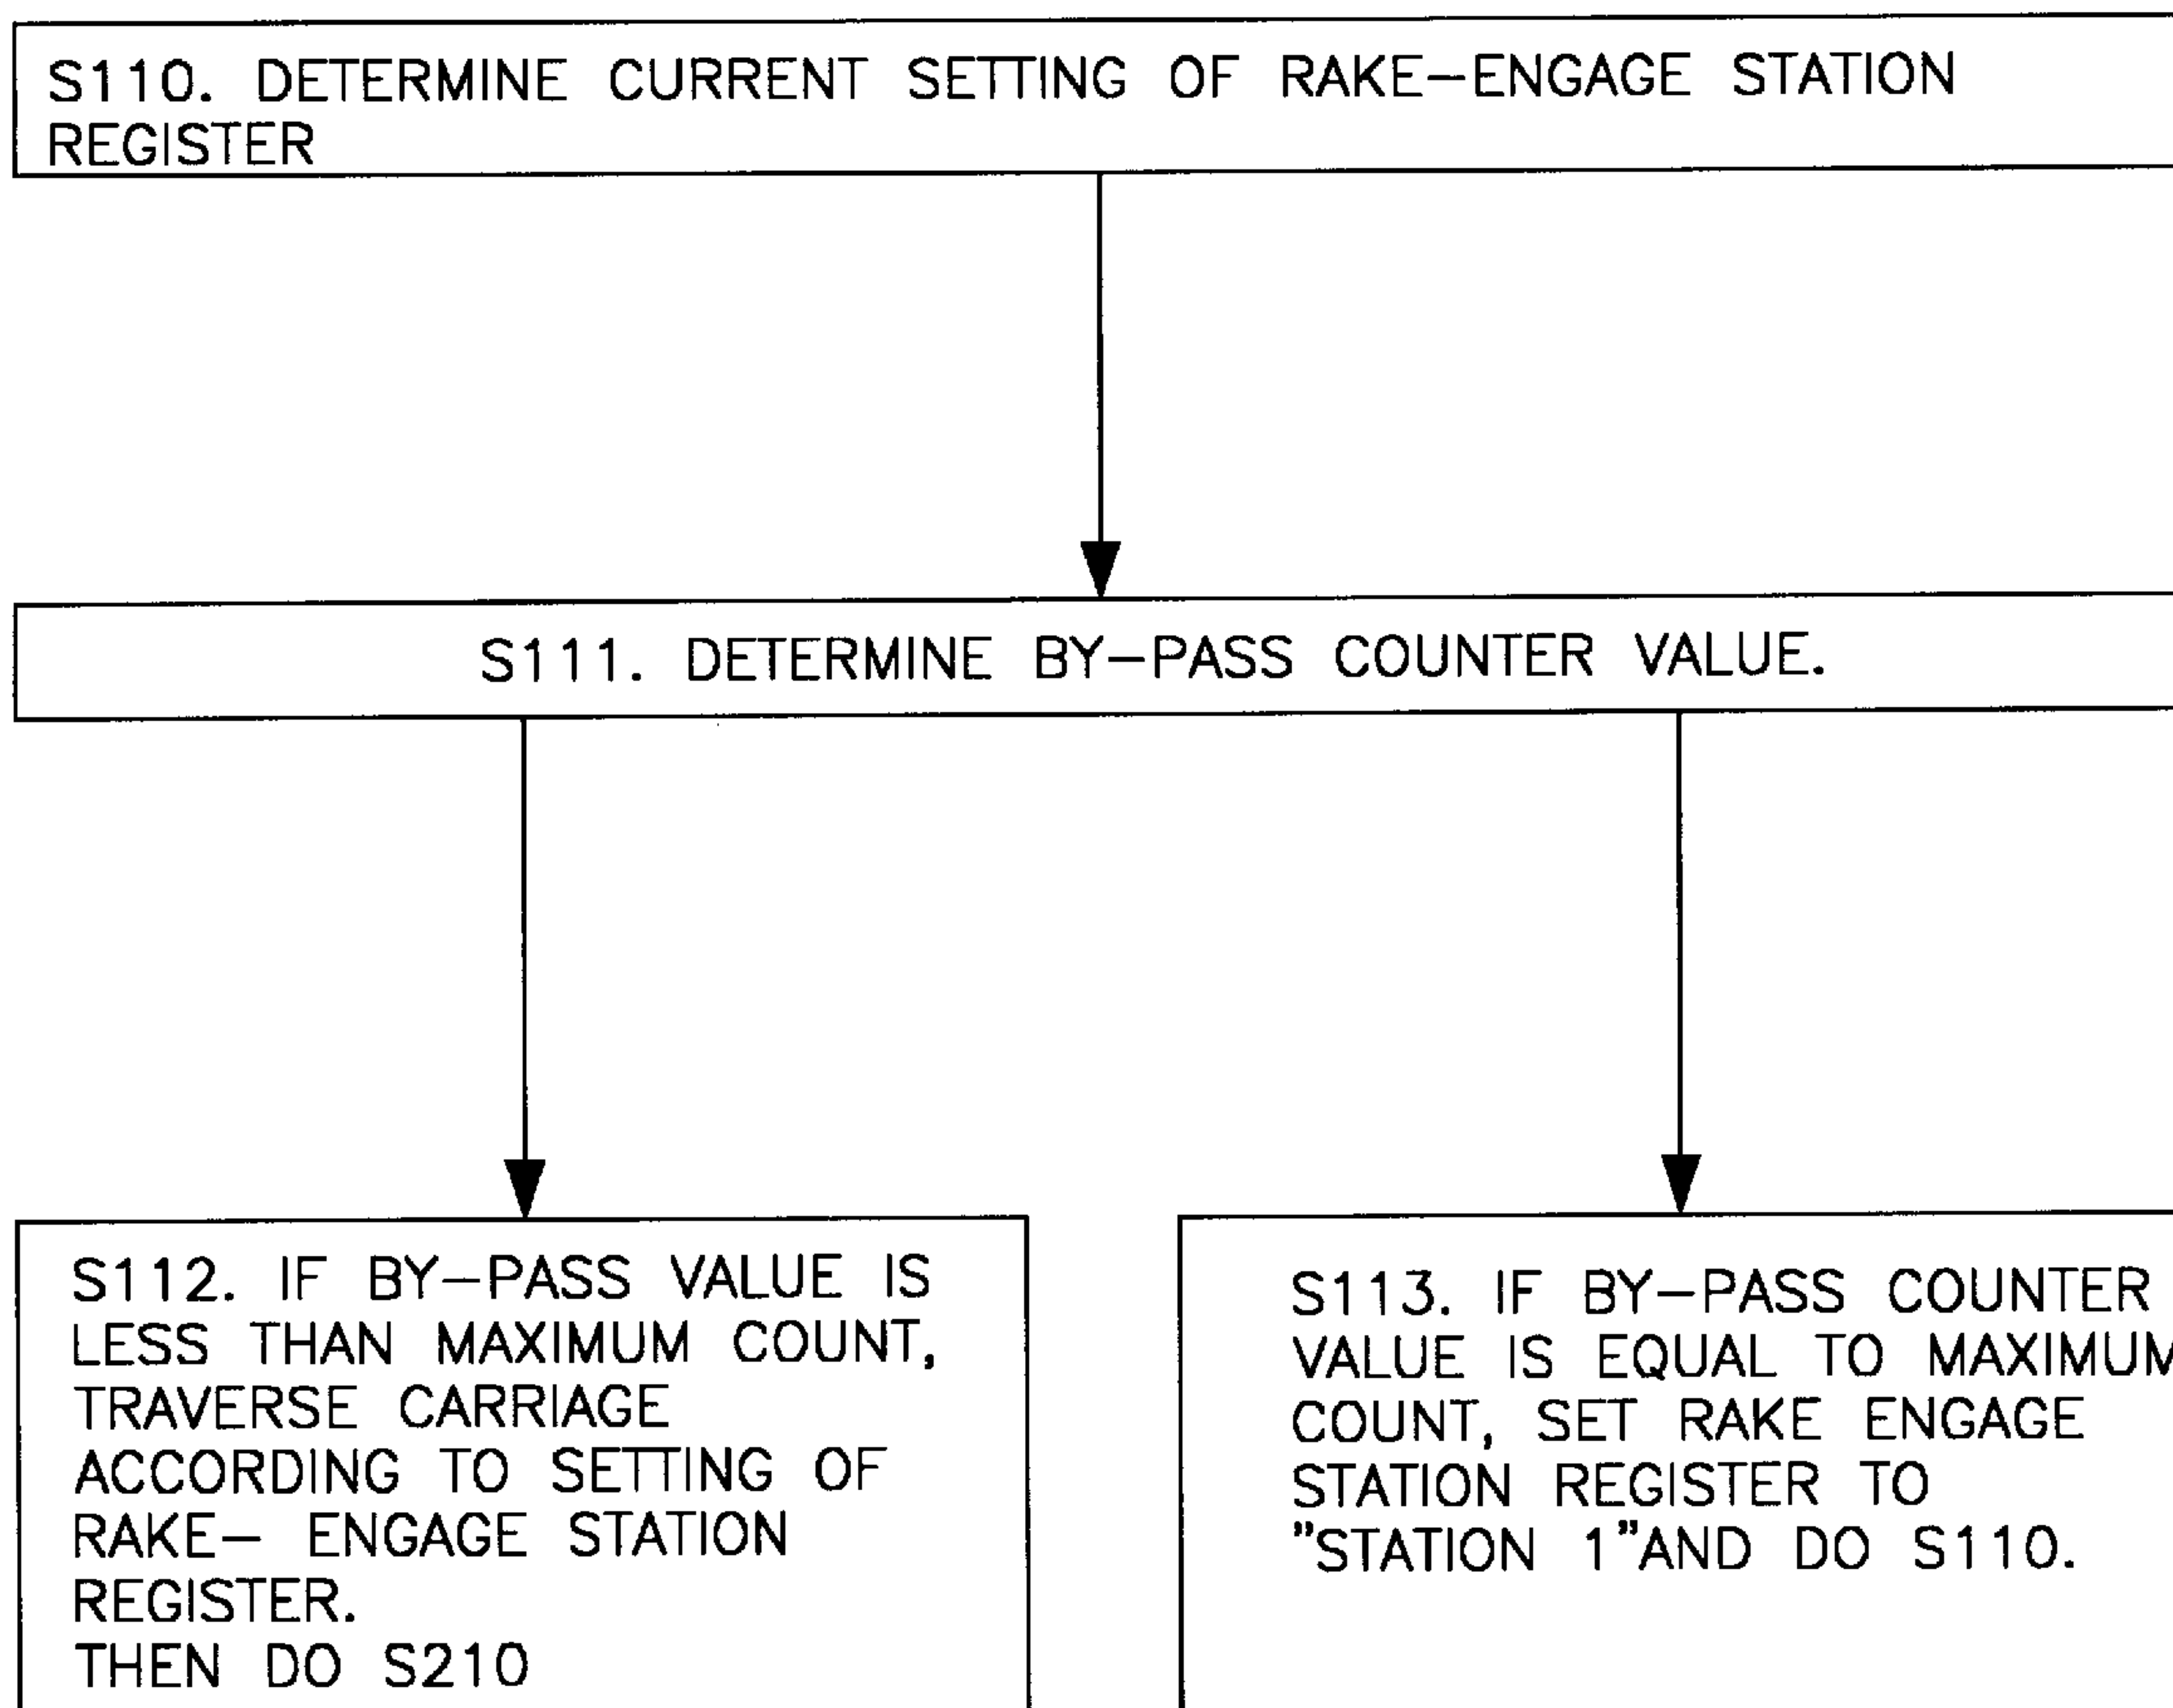 S110. DETERMINE CURRENT SETTING OF RAKE–ENGAGE STATION
REGISTER
S111. DETERMINE BY–PASS COUNTER VALUE.
S112. IF BY–PASS VALUE IS
LESS THAN MAXIMUM COUNT,
TRAVERSE CARRIAGE
ACCORDING TO SETTING OF
RAKE– ENGAGE STATION
REGISTER.
THEN DO S210
S113. IF BY–PASS COUNTER
VALUE IS EQUAL TO MAXIMUM
COUNT, SET RAKE ENGAGE
STATION REGISTER TO
"STATION 1"AND DO S110.